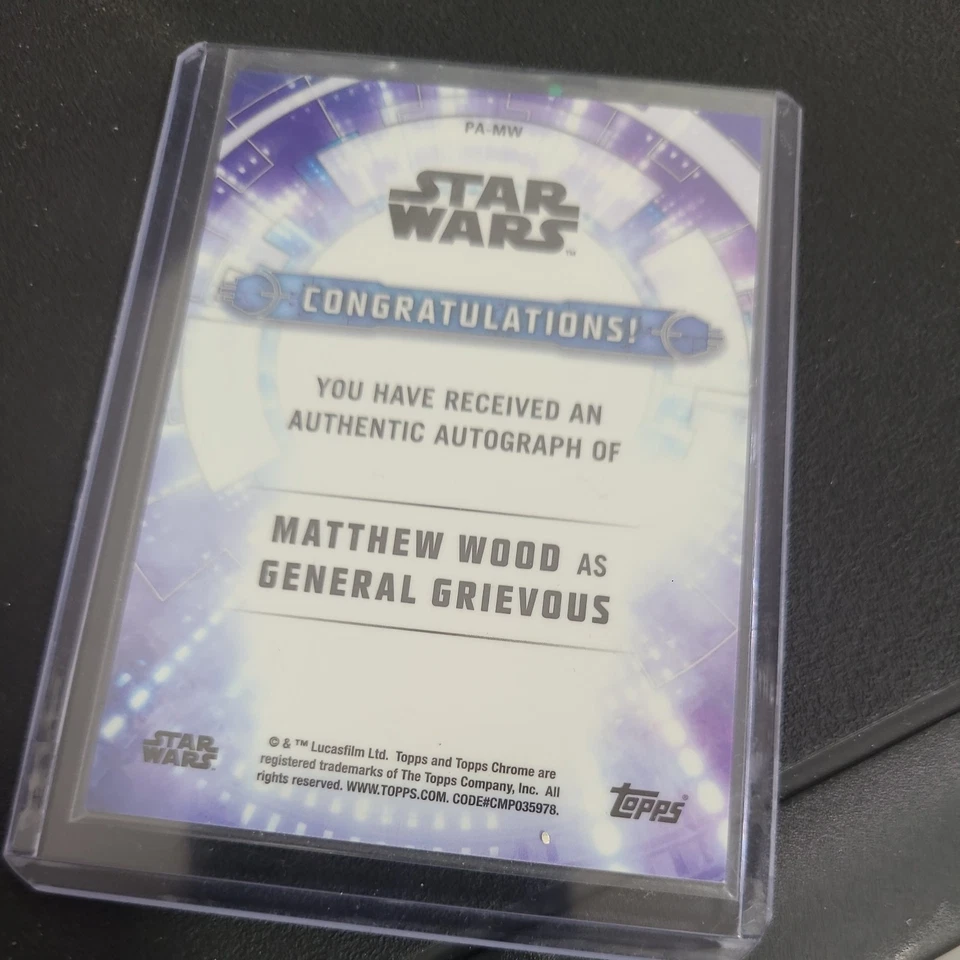 PA-MW
STAR
WARS™
CONGRATULATIONS!
YOU HAVE RECEIVED AN
AUTHENTIC AUTOGRAPH OF
MATTHEW WOOD AS
GENERAL GRIEVOUS
STAR
WARS
© & ™ Lucasfilm Ltd. Topps and Topps Chrome are
registered trademarks of The Topps Company, Inc. All
rights reserved. WWW.TOPPS.COM. CODE#CMP035978.
topps®